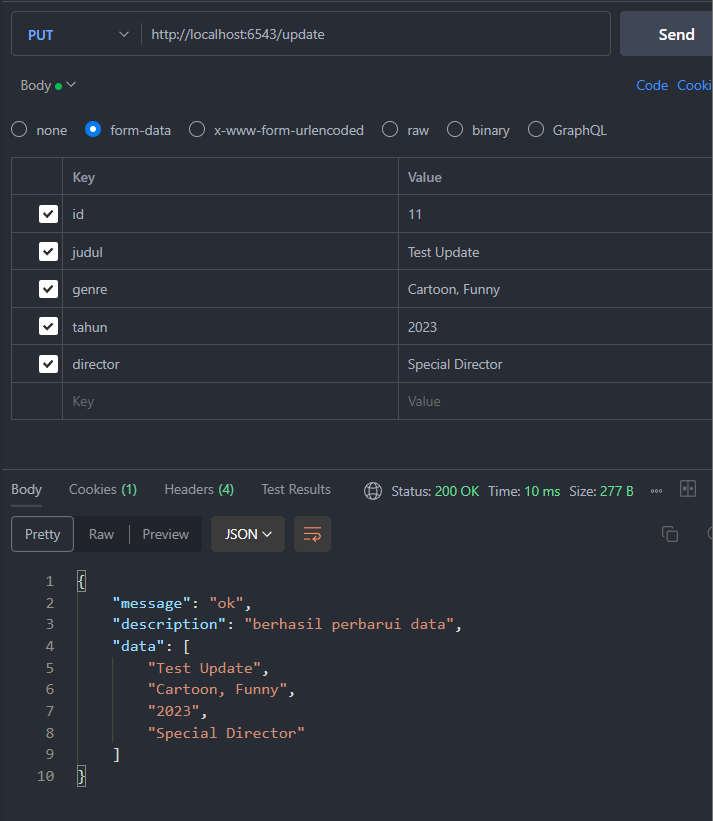 PUT http://localhost:6543/update Send
Body Code Cooki
none form-data x-www-form-urlencoded raw binary GraphQL
Key Value
id 11
judul Test Update
genre Cartoon, Funny
tahun 2023
director Special Director
Key Value
Body Cookies (1) Headers (4) Test Results Status: 200 OK Time: 10 ms Size: 277 B
Pretty Raw Preview JSON
1 {
2 "message": "ok",
3 "description": "berhasil perbarui data",
4 "data": [
5 "Test Update",
6 "Cartoon, Funny",
7 "2023",
8 "Special Director"
9 ]
10 }